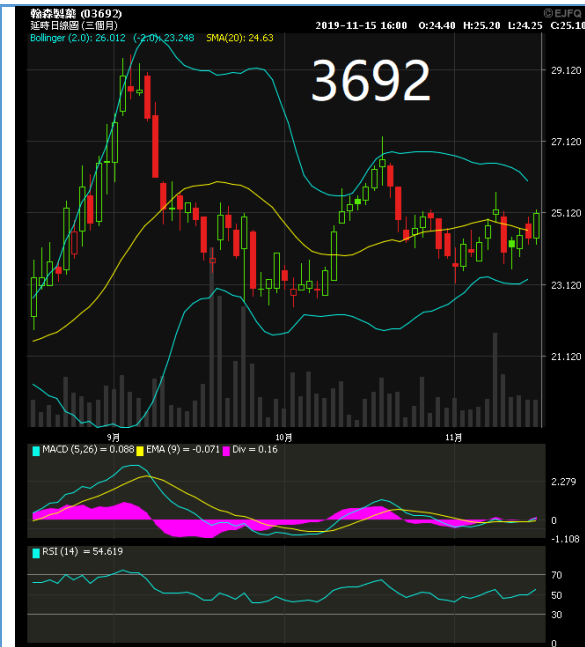 翰森製藥 (03692)
©EJFQ
延時日線圖 (三個月)
2019-11-15 16:00 O:24.40 H:25.20 L:24.25 C:25.10
Bollinger (2.0): 26.012 (-2.0): 23.248 SMA(20): 24.63
3692
29.120
27.120
25.120
23.120
21.120
9月 10月 11月
MACD (5,26) = 0.088 EMA (9) = -0.071 Div = 0.16
2.279
0
-1.108
RSI (14) = 54.619
70
50
30
0